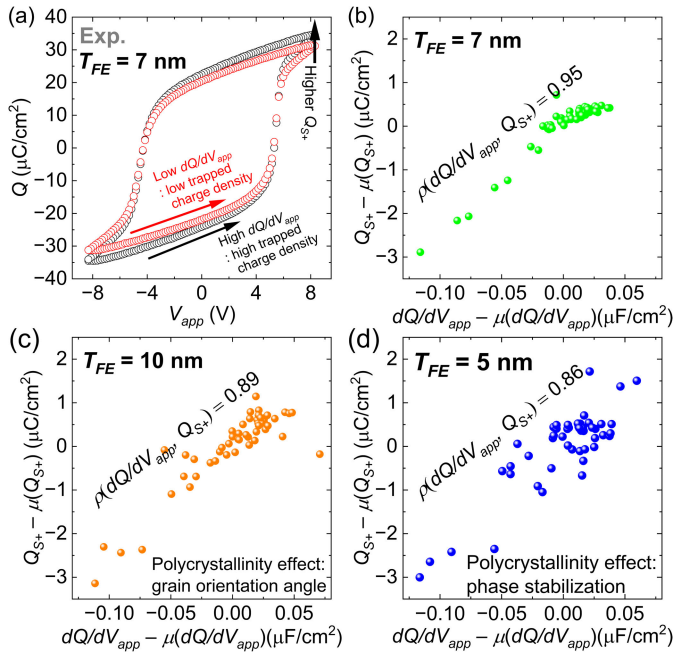 (a)
Exp.
T_FE = 7 nm
Higher Q_S+
Low dQ/dV_app
: low trapped
charge density
High dQ/dV_app
: high trapped
charge density
40
30
20
10
0
−10
−20
−30
−40
Q (μC/cm²)
−8
−4
0
4
8
V_app (V)
(b)
T_FE = 7 nm
ρ(dQ/dV_app, Q_S+) = 0.95
2
1
0
−1
−2
−3
Q_S+ − μ(Q_S+) (μC/cm²)
−0.10
−0.05
0.00
0.05
dQ/dV_app − μ(dQ/dV_app)(μF/cm²)
(c)
T_FE = 10 nm
ρ(dQ/dV_app, Q_S+) = 0.89
Polycrystallinity effect:
grain orientation angle
2
1
0
−1
−2
−3
Q_S+ − μ(Q_S+) (μC/cm²)
−0.10
−0.05
0.00
0.05
dQ/dV_app − μ(dQ/dV_app)(μF/cm²)
(d)
T_FE = 5 nm
ρ(dQ/dV_app, Q_S+) = 0.86
Polycrystallinity effect:
phase stabilization
2
1
0
−1
−2
−3
Q_S+ − μ(Q_S+) (μC/cm²)
−0.10
−0.05
0.00
0.05
dQ/dV_app − μ(dQ/dV_app)(μF/cm²)